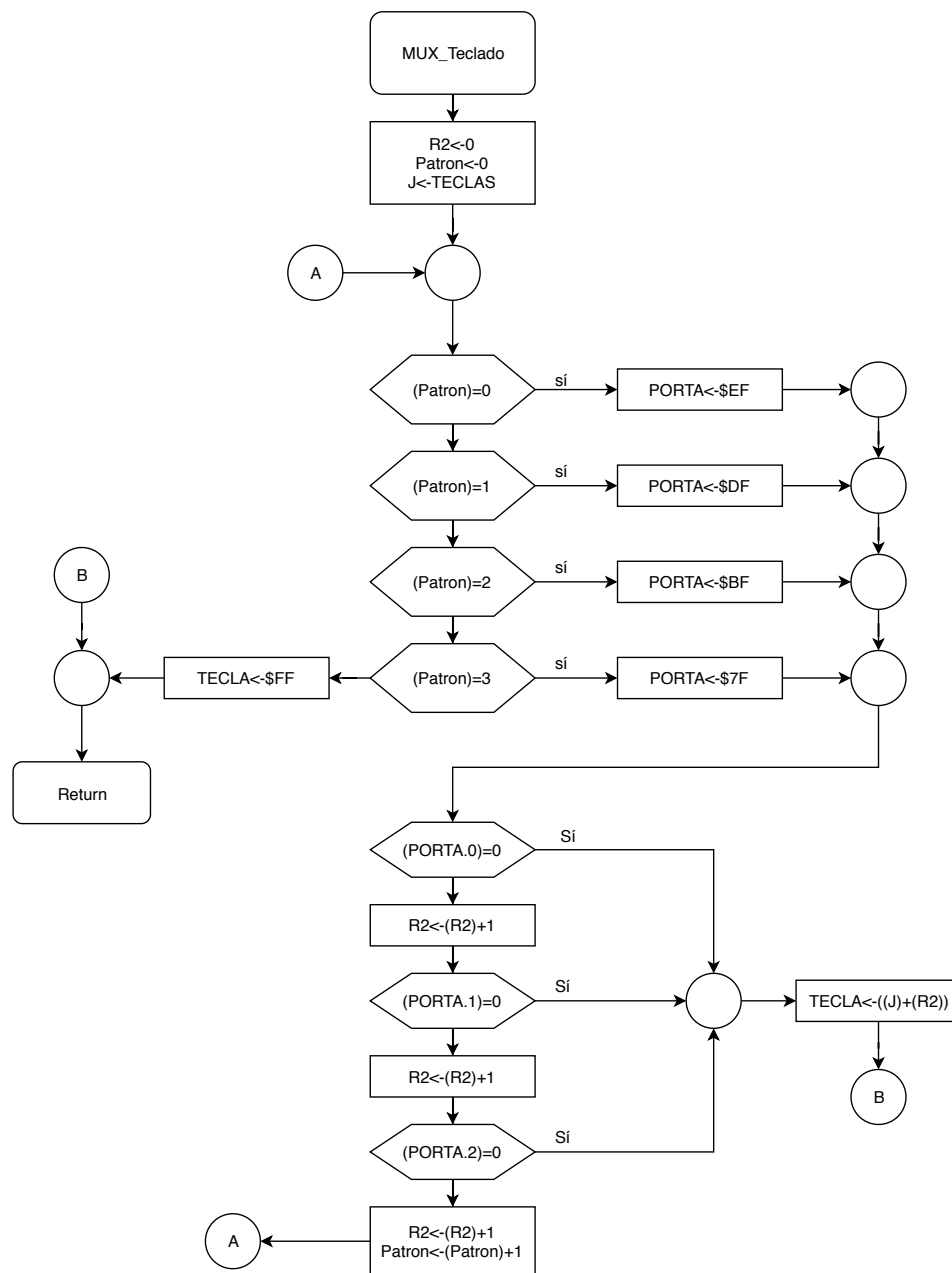 MUX_Teclado
R2<-0
Patron<-0
J<-TECLAS
A
(Patron)=0
sí
PORTA<-$EF
(Patron)=1
sí
PORTA<-$DF
B
(Patron)=2
sí
PORTA<-$BF
TECLA<-$FF
(Patron)=3
sí
PORTA<-$7F
Return
(PORTA.0)=0
Sí
R2<-(R2)+1
(PORTA.1)=0
Sí
TECLA<-((J)+(R2))
R2<-(R2)+1
B
(PORTA.2)=0
Sí
A
R2<-(R2)+1
Patron<-(Patron)+1